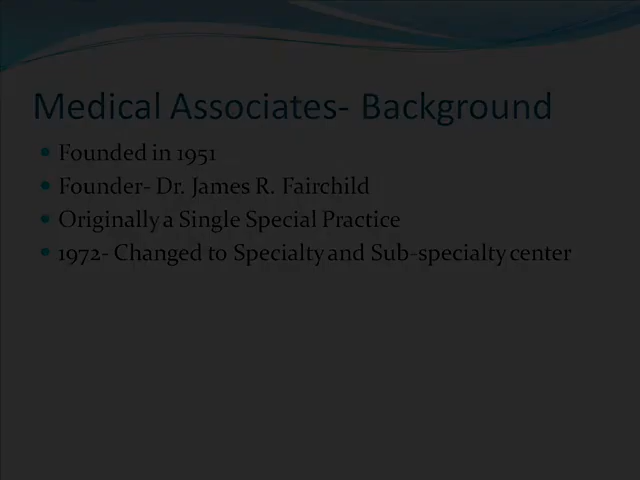 Medical Associates- Background
Founded in 1951
Founder- Dr. James R. Fairchild
Originally a Single Special Practice
1972- Changed to Specialty and Sub-specialty center